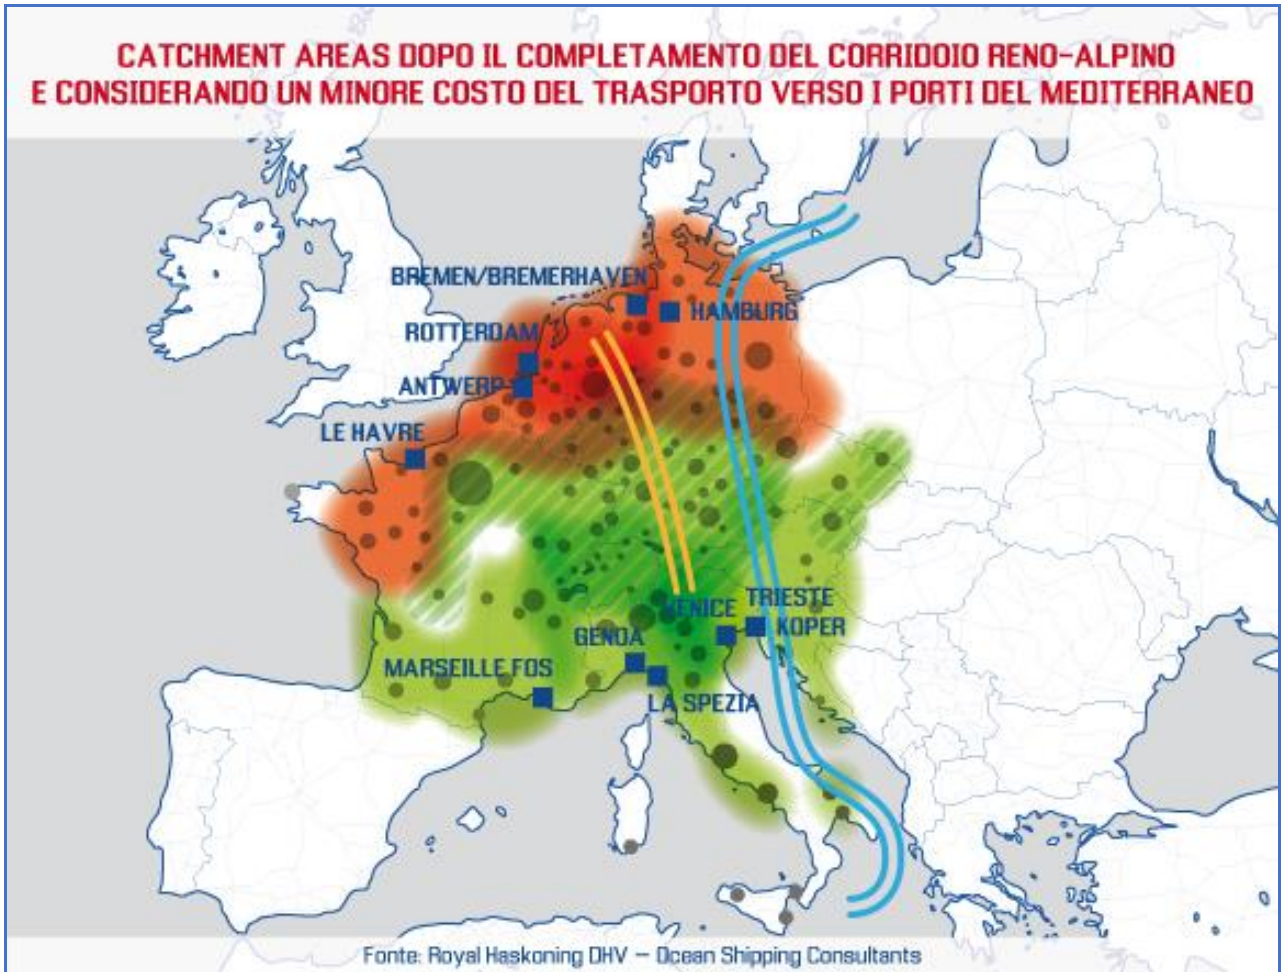 CATCHMENT AREAS DOPO IL COMPLETAMENTO DEL CORRIDOIO RENO-ALPINO
E CONSIDERANDO UN MINORE COSTO DEL TRASPORTO VERSO I PORTI DEL MEDITERRANEO
BREMEN/BREMERHAVEN
HAMBURG
ROTTERDAM
ANTWERP
LE HAVRE
VENICE
TRIESTE
KOPER
GENOA
MARSEILLE FOS
LA SPEZIA
Fonte: Royal Haskoning DHV – Ocean Shipping Consultants